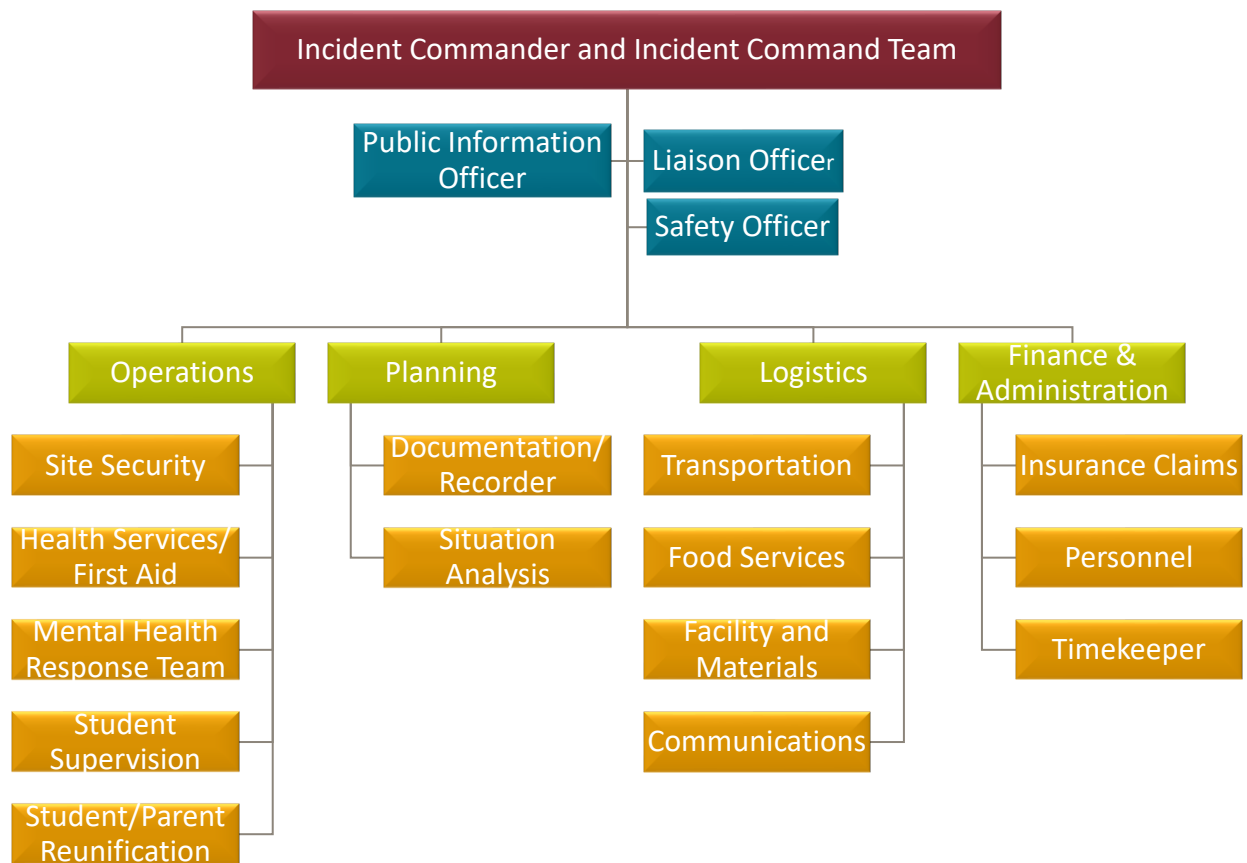 Incident Commander and Incident Command Team
Public Information
Officer
Liaison Officer
Safety Officer
Operations
Planning
Logistics
Finance &
Administration
Site Security
Health Services/
First Aid
Mental Health
Response Team
Student
Supervision
Student/Parent
Reunification
Documentation/
Recorder
Situation
Analysis
Transportation
Food Services
Facility and
Materials
Communications
Insurance Claims
Personnel
Timekeeper